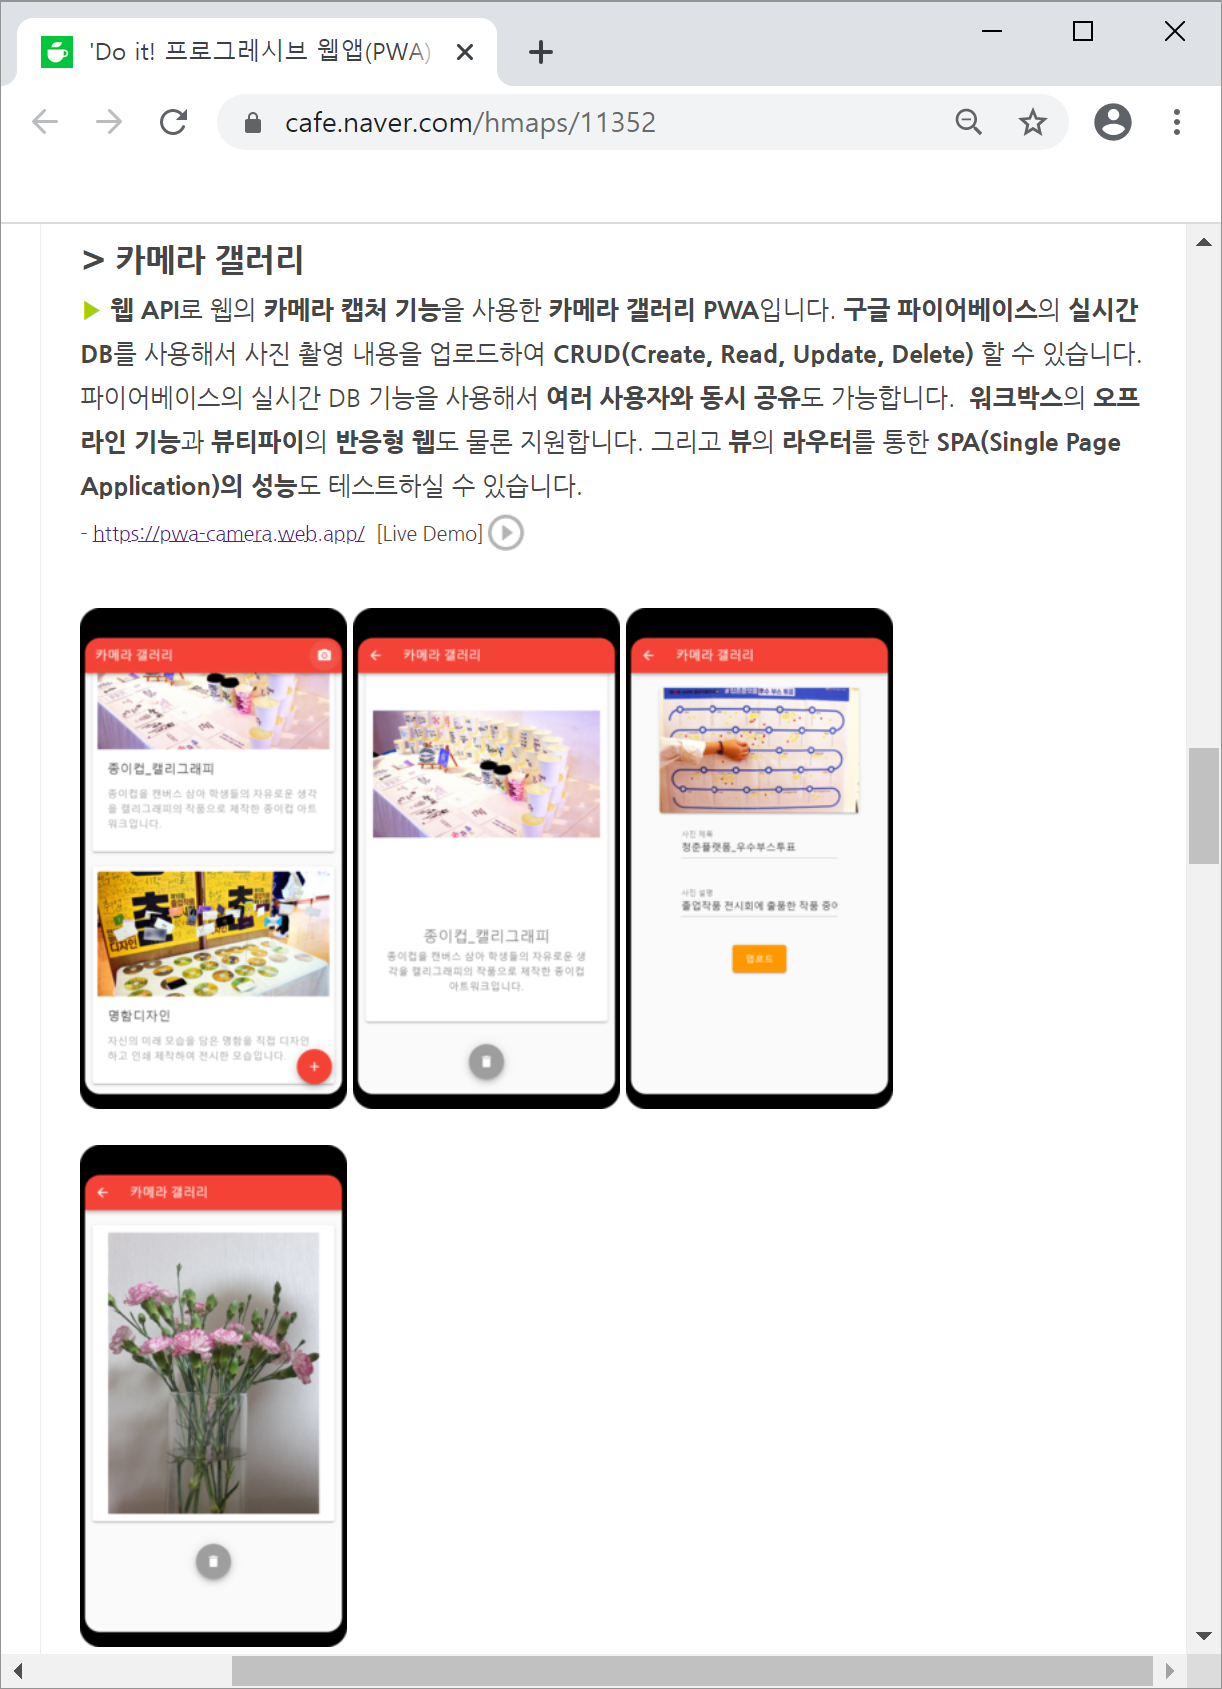 'Do it! 프로그레시브 웹앱(PWA)
cafe.naver.com/hmaps/11352
> 카메라 갤러리
▶ 웹 API로 웹의 카메라 캡처 기능을 사용한 카메라 갤러리 PWA입니다. 구글 파이어베이스의 실시간
DB를 사용해서 사진 촬영 내용을 업로드하여 CRUD(Create, Read, Update, Delete) 할 수 있습니다.
파이어베이스의 실시간 DB 기능을 사용해서 여러 사용자와 동시 공유도 가능합니다. 워크박스의 오프
라인 기능과 뷰티파이의 반응형 웹도 물론 지원합니다. 그리고 뷰의 라우터를 통한 SPA(Single Page
Application)의 성능도 테스트하실 수 있습니다.
- https://pwa-camera.web.app/ [Live Demo]
카메라 갤러리
종이컵_캘리그래피
종이컵을 캔버스 삼아 학생들의 자유로운 생각
을 캘리그래피의 작품으로 제작한 종이컵 아트
워크입니다.
명함디자인
자신의 미래 모습을 담은 명함을 직접 디자인
하고 인쇄 제작하여 전시한 모습입니다.
카메라 갤러리
종이컵_캘리그래피
종이컵을 캔버스 삼아 학생들의 자유로운 생
각을 캘리그래피의 작품으로 제작한 종이컵
아트워크입니다.
카메라 갤러리
사진 제목
청춘플랫폼_우수부스투표
사진 설명
졸업작품 전시회에 출품한 작품 중에
업로드
카메라 갤러리